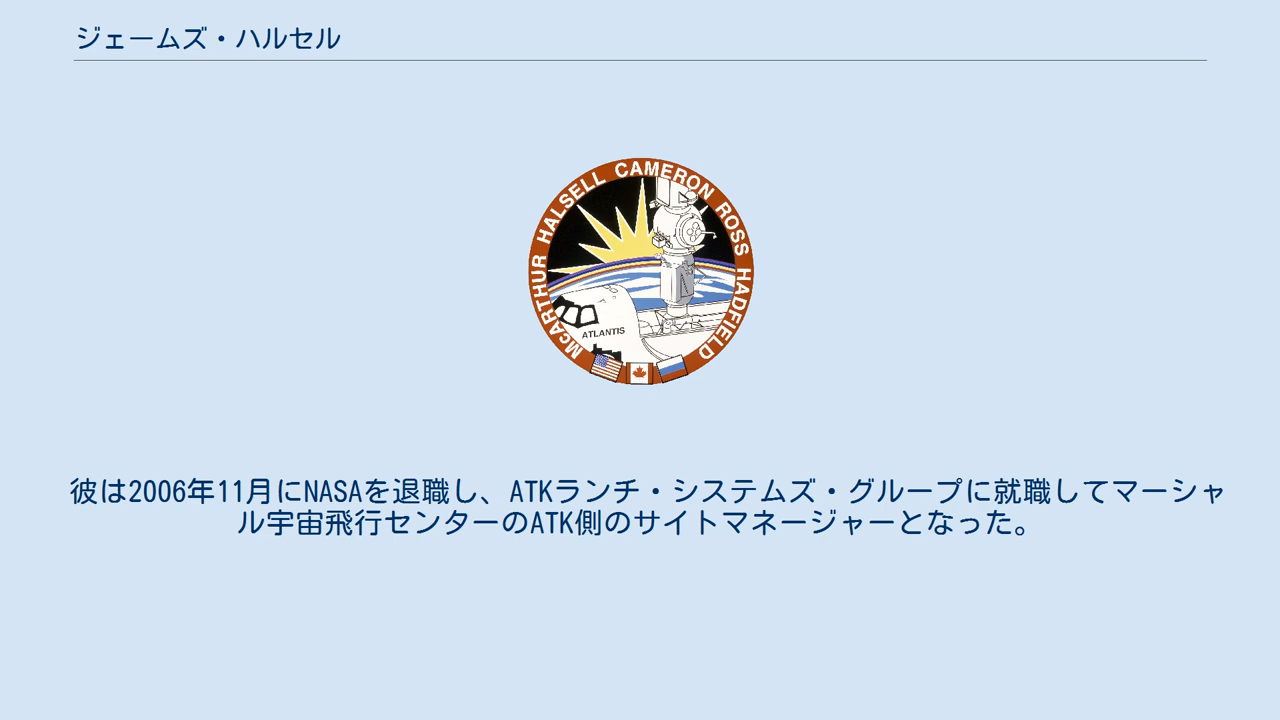 ジェームズ・ハルセル
McARTHUR HALSELL CAMERON ROSS HADFIELD
ATLANTIS
彼は2006年11月にNASAを退職し、ATKランチ・システムズ・グループに就職してマーシャ
ル宇宙飛行センターのATK側のサイトマネージャーとなった。